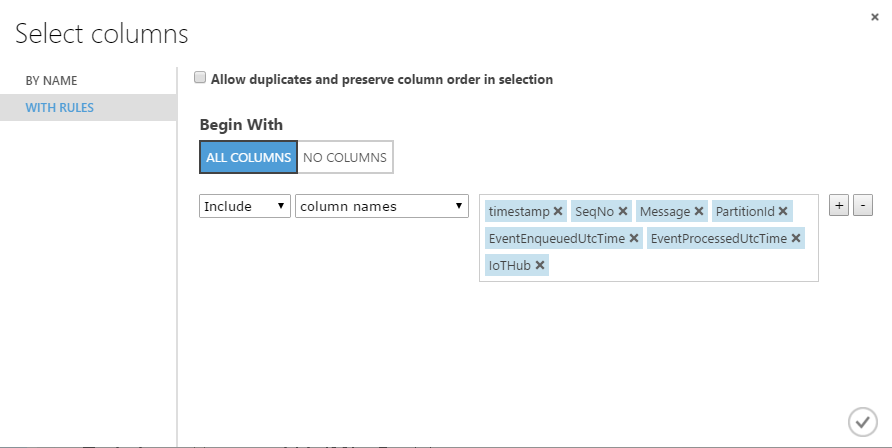 Select columns
BY NAME
WITH RULES
Allow duplicates and preserve column order in selection
Begin With
ALL COLUMNS NO COLUMNS
Include column names timestamp SeqNo Message PartitionId + -
EventEnqueuedUtcTime EventProcessedUtcTime
IoTHub